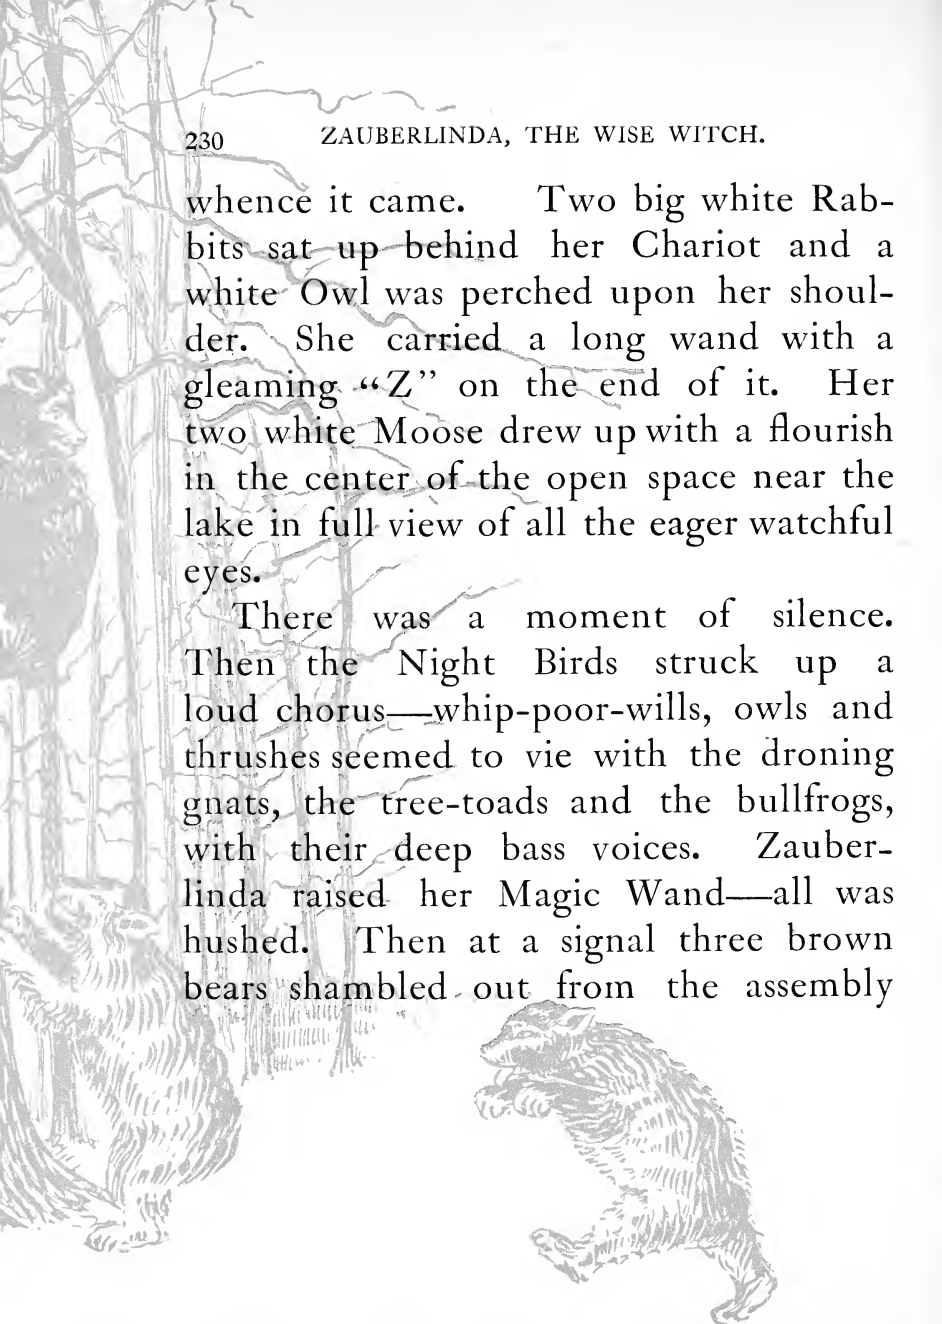 230 ZAUBERLINDA, THE WISE WITCH.
whence it came. Two big white Rab-
bits sat up behind her Chariot and a
white Owl was perched upon her shoul-
der. She carried a long wand with a
gleaming “Z” on the end of it. Her
two white Moose drew up with a flourish
in the center of the open space near the
lake in full view of all the eager watchful
eyes.
There was a moment of silence.
Then the Night Birds struck up a
loud chorus—whip-poor-wills, owls and
thrushes seemed to vie with the droning
gnats, the tree-toads and the bullfrogs,
with their deep bass voices. Zauber-
linda raised her Magic Wand—all was
hushed. Then at a signal three brown
bears shambled out from the assembly